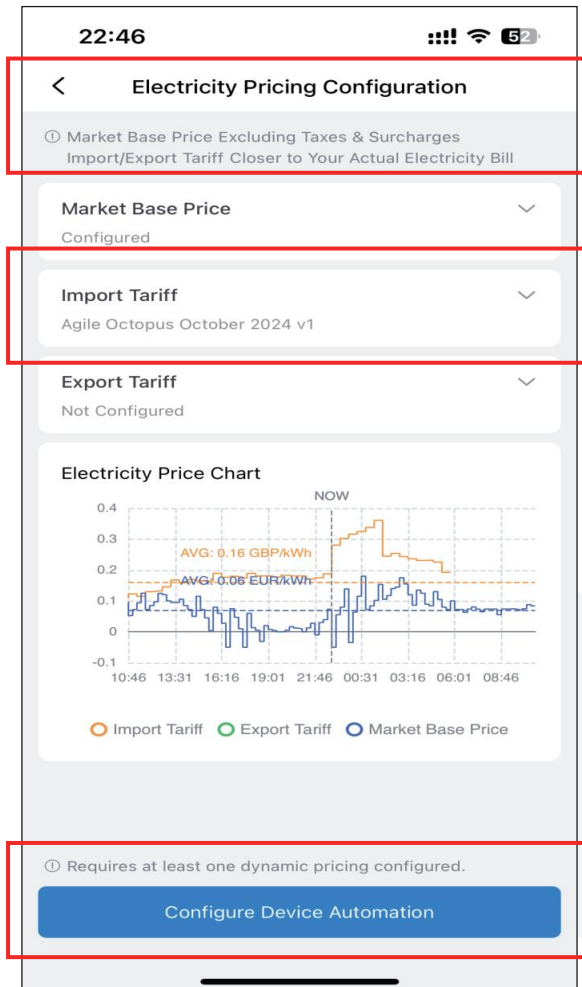 22:46
52
Electricity Pricing Configuration
Market Base Price Excluding Taxes & Surcharges
Import/Export Tariff Closer to Your Actual Electricity Bill
Market Base Price
Configured
Import Tariff
Agile Octopus October 2024 v1
Export Tariff
Not Configured
Electricity Price Chart
NOW
0.4
0.3
AVG: 0.16 GBP/kWh
0.2
AVG: 0.06 EUR/kWh
0.1
0
-0.1
10:46 13:31 16:16 19:01 21:46 00:31 03:16 06:01 08:46
Import Tariff Export Tariff Market Base Price
Requires at least one dynamic pricing configured.
Configure Device Automation